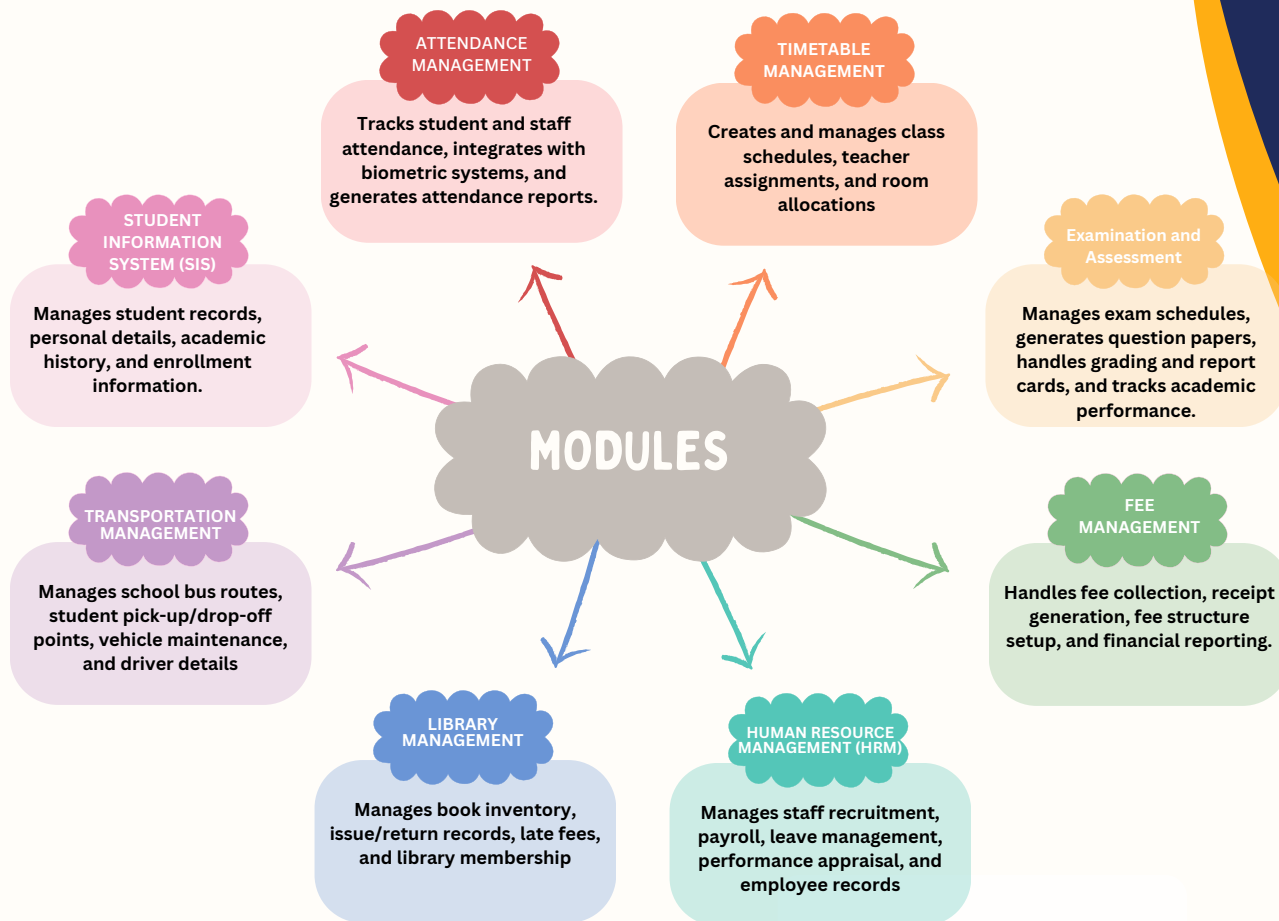 ATTENDANCE
MANAGEMENT
Tracks student and staff
attendance, integrates with
biometric systems, and
generates attendance reports.
TIMETABLE
MANAGEMENT
Creates and manages class
schedules, teacher
assignments, and room
allocations
STUDENT
INFORMATION
SYSTEM (SIS)
Manages student records,
personal details, academic
history, and enrollment
information.
Examination and
Assessment
Manages exam schedules,
generates question papers,
handles grading and report
cards, and tracks academic
performance.
MODULES
TRANSPORTATION
MANAGEMENT
Manages school bus routes,
student pick-up/drop-off
points, vehicle maintenance,
and driver details
FEE
MANAGEMENT
Handles fee collection, receipt
generation, fee structure
setup, and financial reporting.
LIBRARY
MANAGEMENT
Manages book inventory,
issue/return records, late fees,
and library membership
HUMAN RESOURCE
MANAGEMENT (HRM)
Manages staff recruitment,
payroll, leave management,
performance appraisal, and
employee records